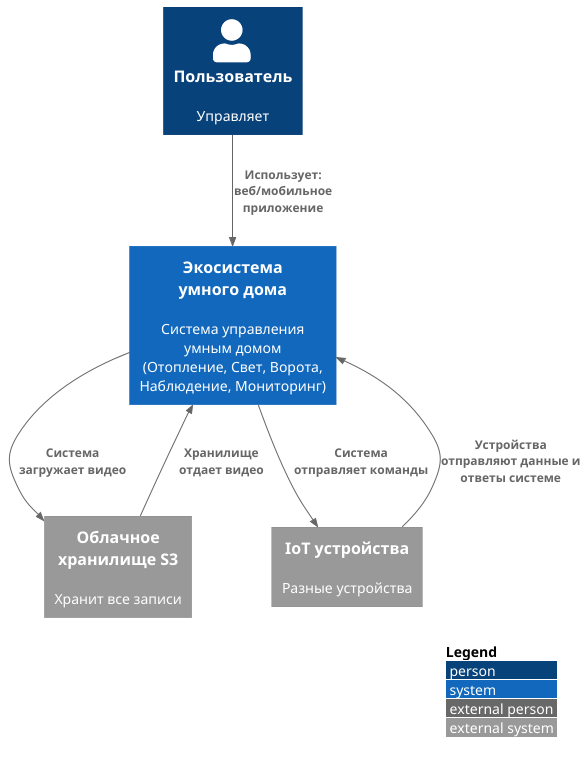 Пользователь
Управляет
Использует:
веб/мобильное
приложение
Экосистема
умного дома
Система управления
умным домом
(Отопление, Свет, Ворота,
Наблюдение, Мониторинг)
Система
загружает видео
Хранилище
отдает видео
Система
отправляет команды
Устройства
отправляют данные и
ответы системе
Облачное
хранилище S3
Хранит все записи
IoT устройства
Разные устройства
Legend
person
system
external person
external system